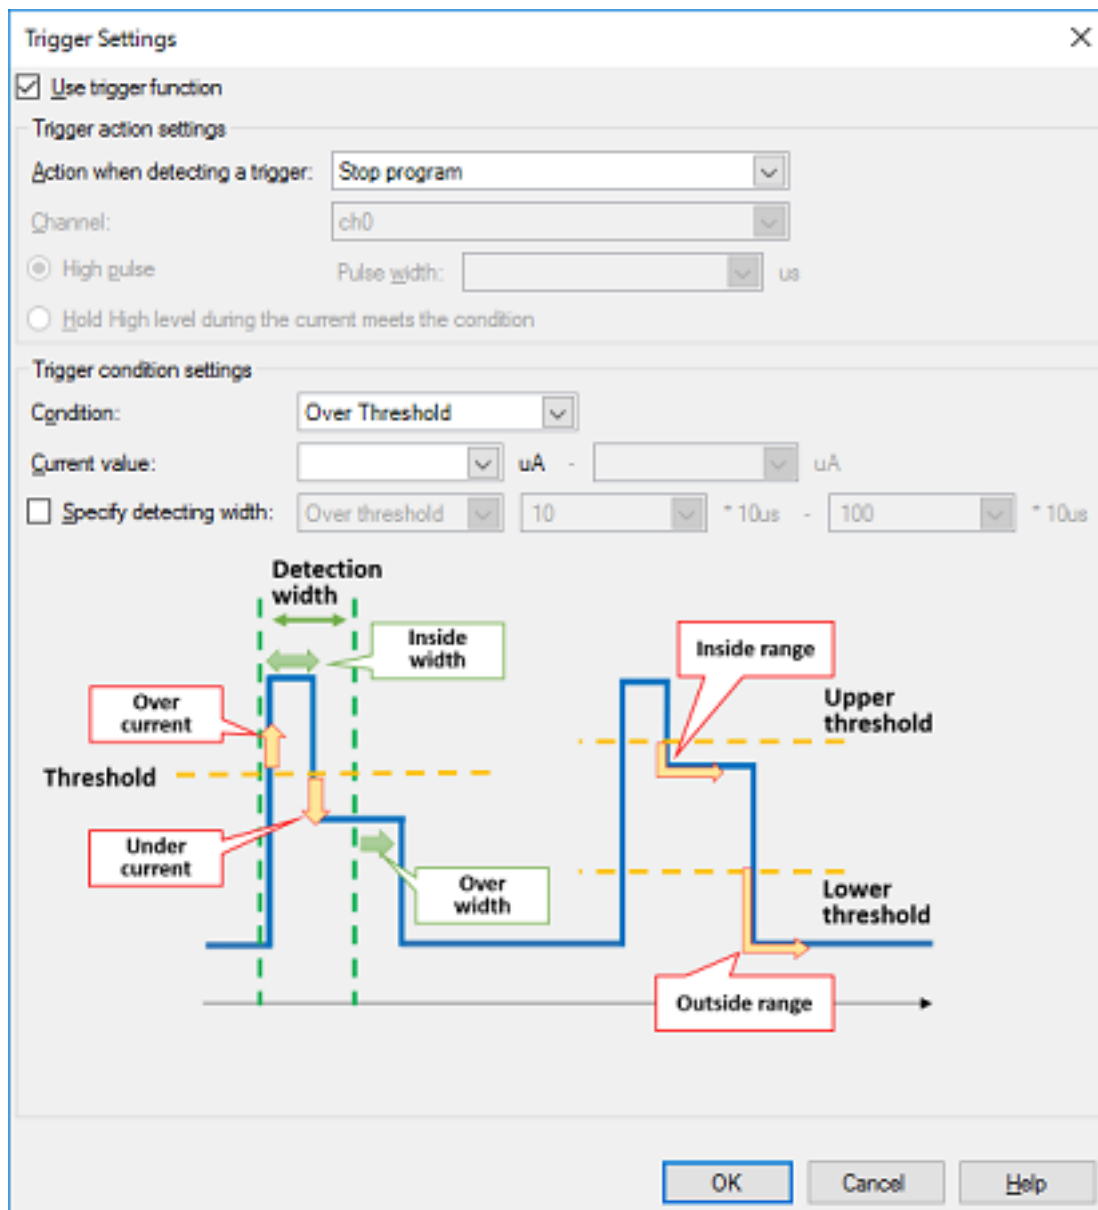 Trigger Settings
Use trigger function
Trigger action settings
Action when detecting a trigger: Stop program
Channel: ch0
High pulse Pulse width: us
Hold High level during the current meets the condition
Trigger condition settings
Condition: Over Threshold
Current value: uA - uA
Specify detecting width: Over threshold 10 * 10us - 100 * 10us
Detection
width
Inside
width
Over
current
Threshold
Under
current
Over
width
Inside range
Upper
threshold
Lower
threshold
Outside range
OK Cancel Help